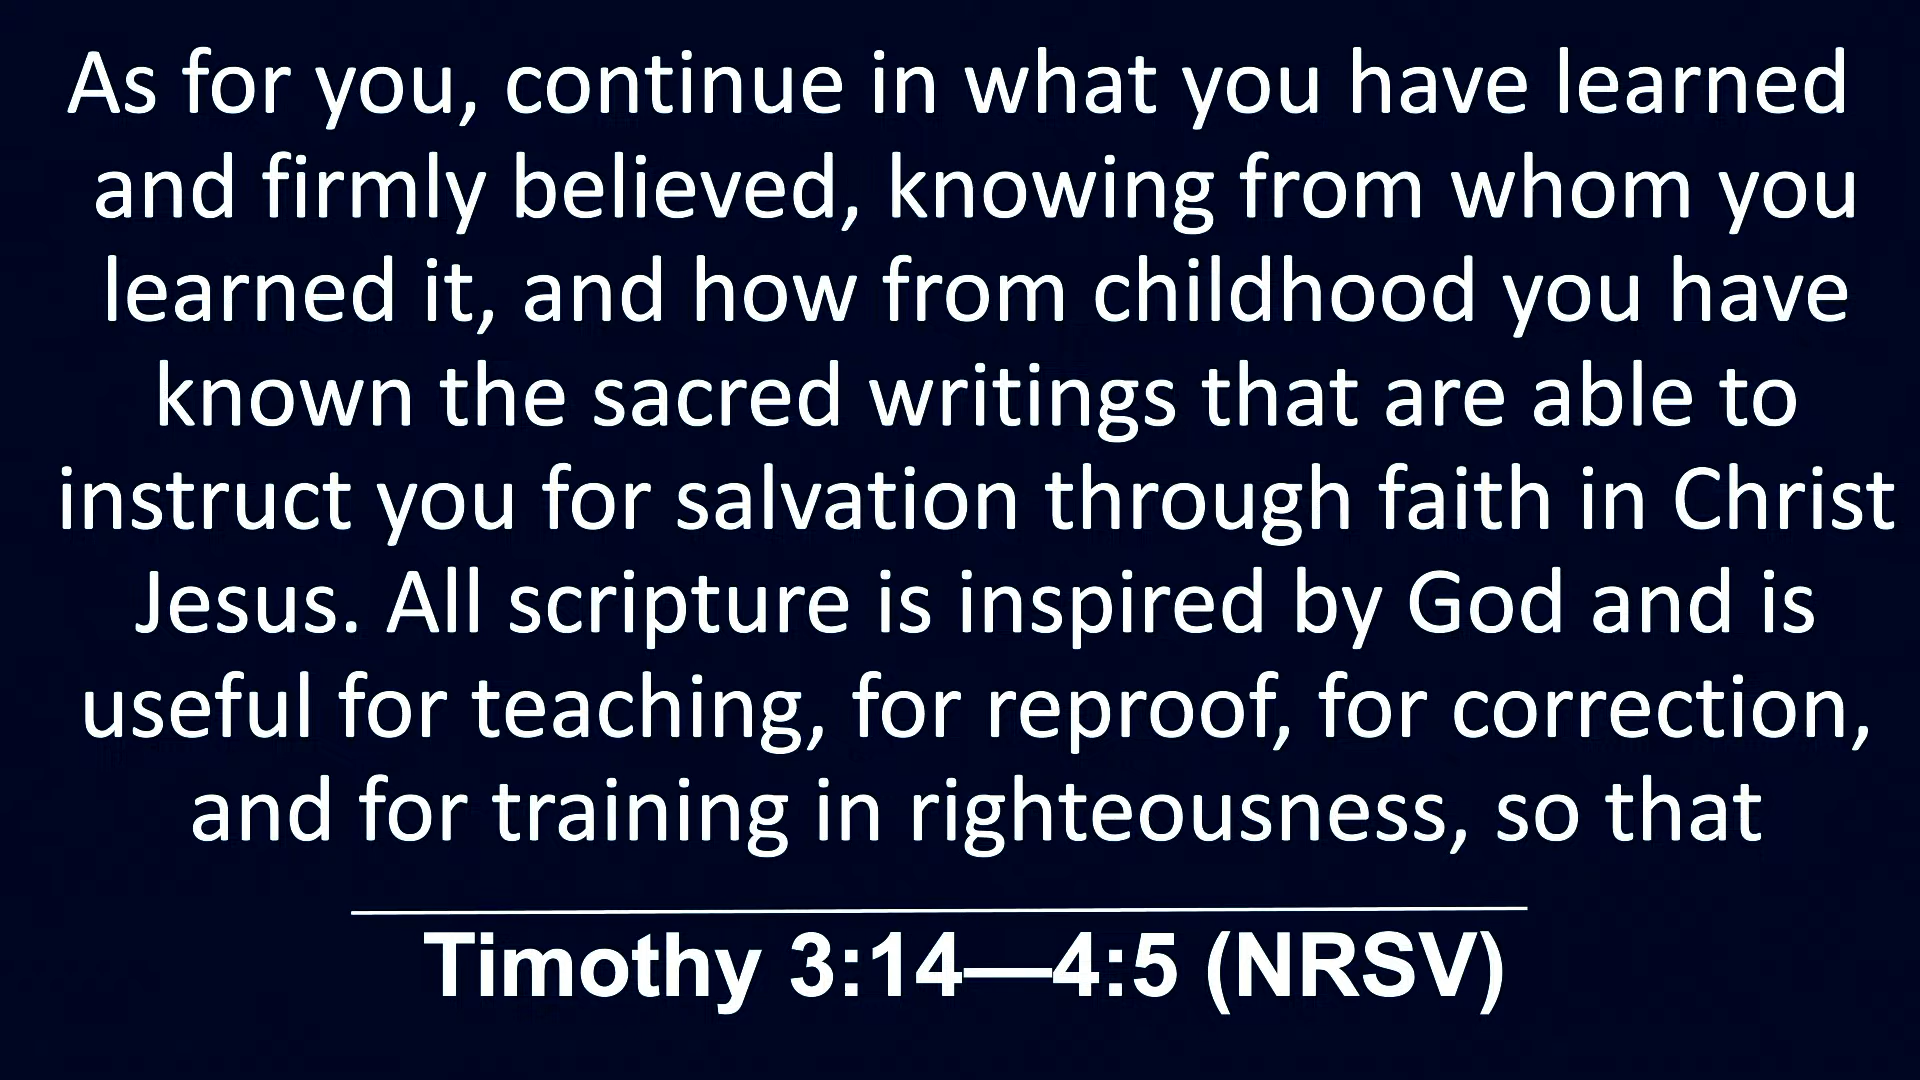 As for you, continue in what you have learned
and firmly believed, knowing from whom you
learned it, and how from childhood you have
known the sacred writings that are able to
instruct you for salvation through faith in Christ
Jesus. All scripture is inspired by God and is
useful for teaching, for reproof, for correction,
and for training in righteousness, so that
Timothy 3:14—4:5 (NRSV)